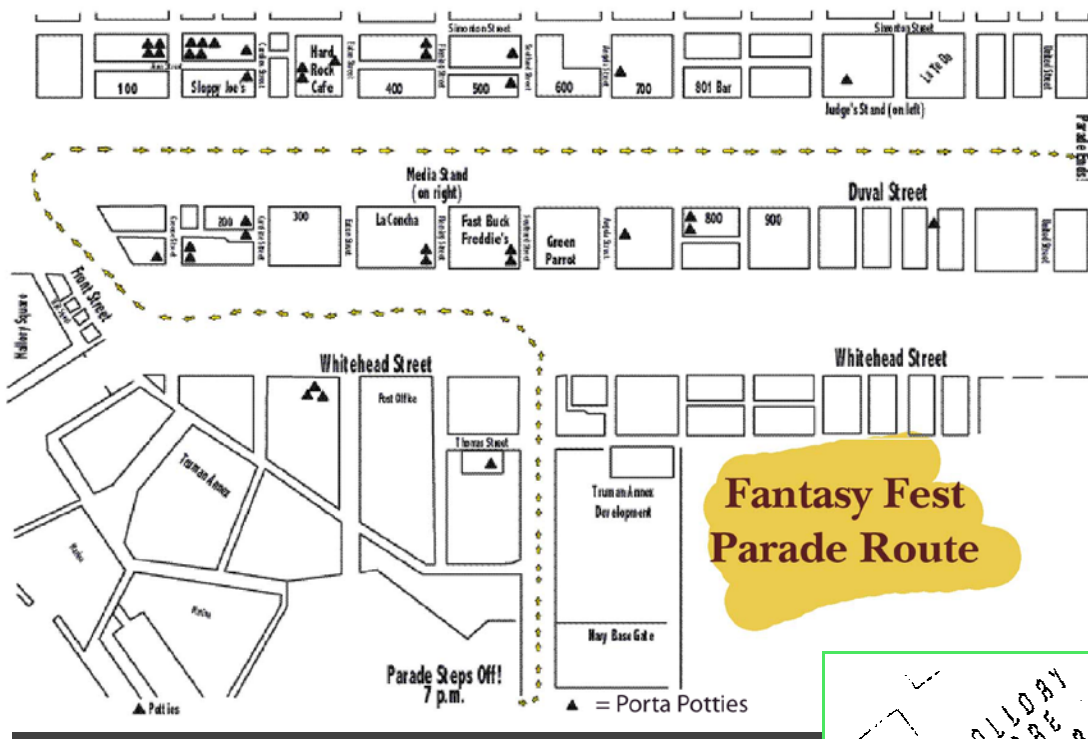 Simonton Street
Simonton Street
Ann Street
Hard
Rock
Cafe
La Te Da
100
Sloppy Joe's
400
500
600
700
801 Bar
Judge's Stand (on left)
Parade Ends!
Media Stand
(on right)
Duval Street
200
300
La Concha
Fast Buck
Freddie's
Green
Parrot
800
900
Front Street
Mallory Square
Whitehead Street
Whitehead Street
Post Office
Thomas Street
Truman Annex
Truman Annex
Development
Fantasy Fest
Parade Route
Marina
Navy Base Gate
Parade Steps Off!
7 p.m.
Potties
= Porta Potties